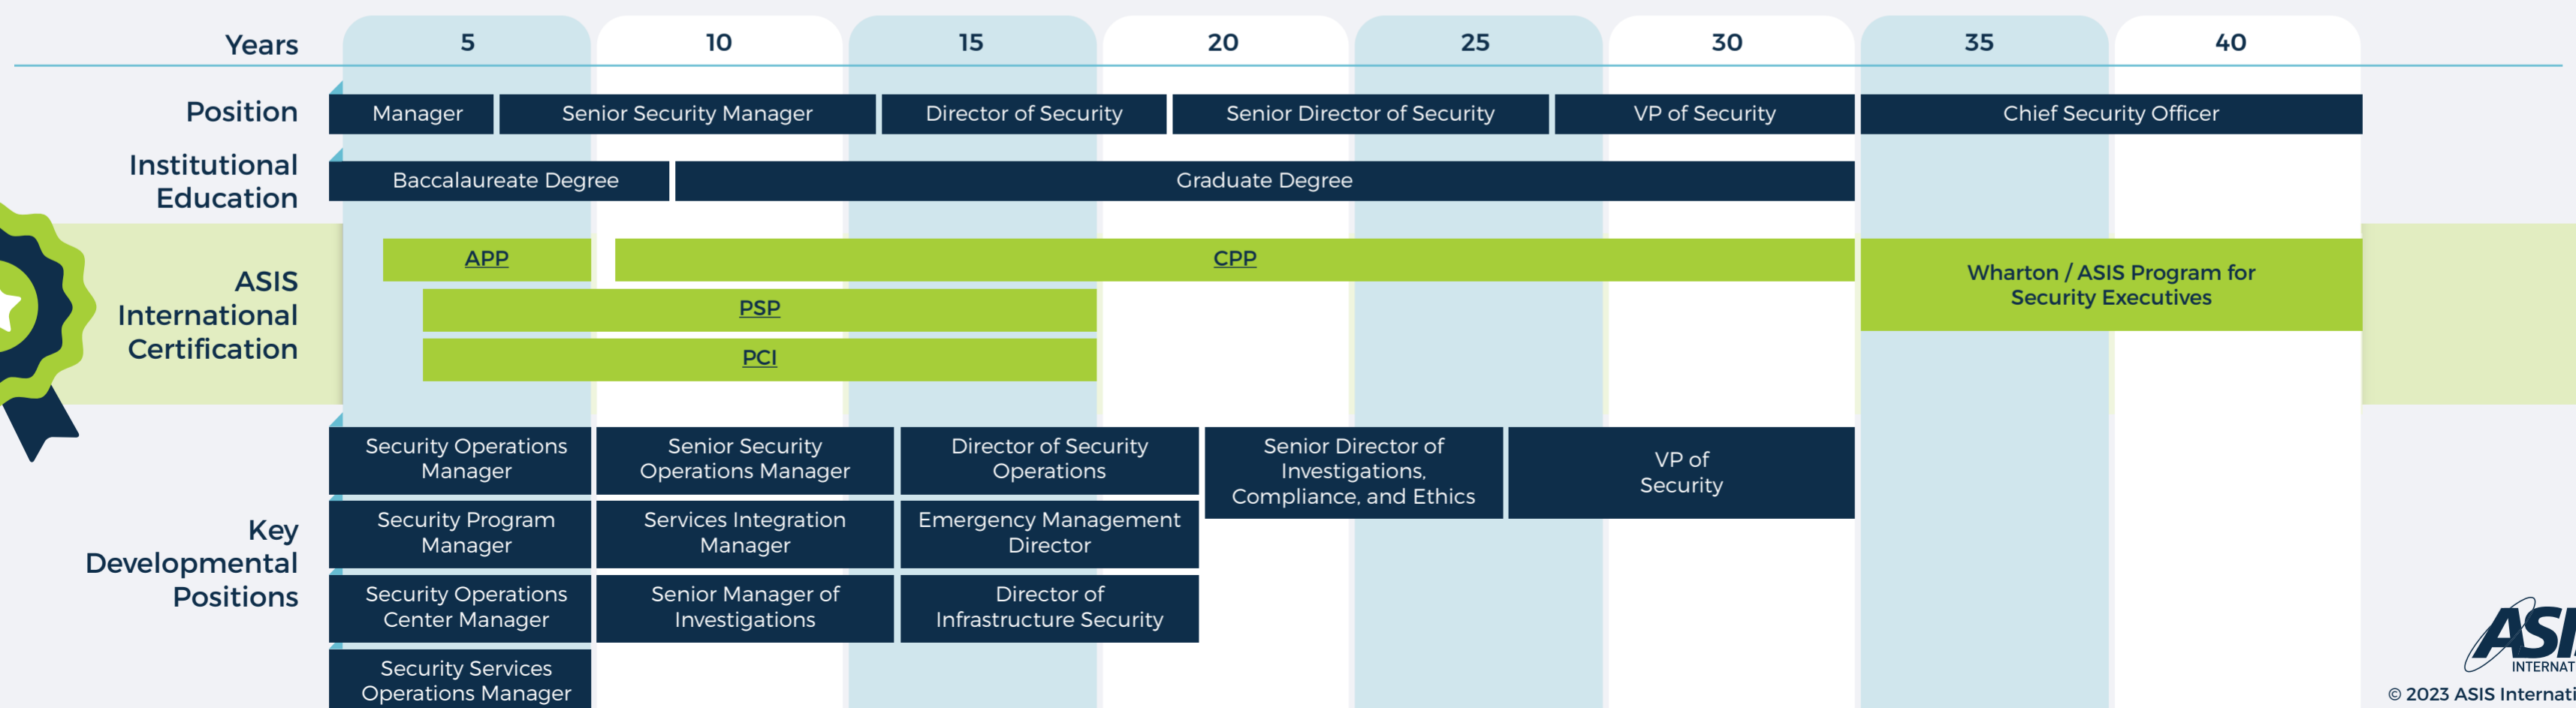 Years 5 10 15 20 25 30 35 40
Position Manager Senior Security Manager Director of Security Senior Director of Security VP of Security Chief Security Officer
Institutional
Education
Baccalaureate Degree Graduate Degree
ASIS
International
Certification
APP CPP
Wharton / ASIS Program for
Security Executives
PSP
PCI
Key
Developmental
Positions
Security Operations
Manager
Senior Security
Operations Manager
Director of Security
Operations
Senior Director of
Investigations,
Compliance, and Ethics
VP of
Security
Security Program
Manager
Services Integration
Manager
Emergency Management
Director
Security Operations
Center Manager
Senior Manager of
Investigations
Director of
Infrastructure Security
Security Services
Operations Manager
© 2023 ASIS